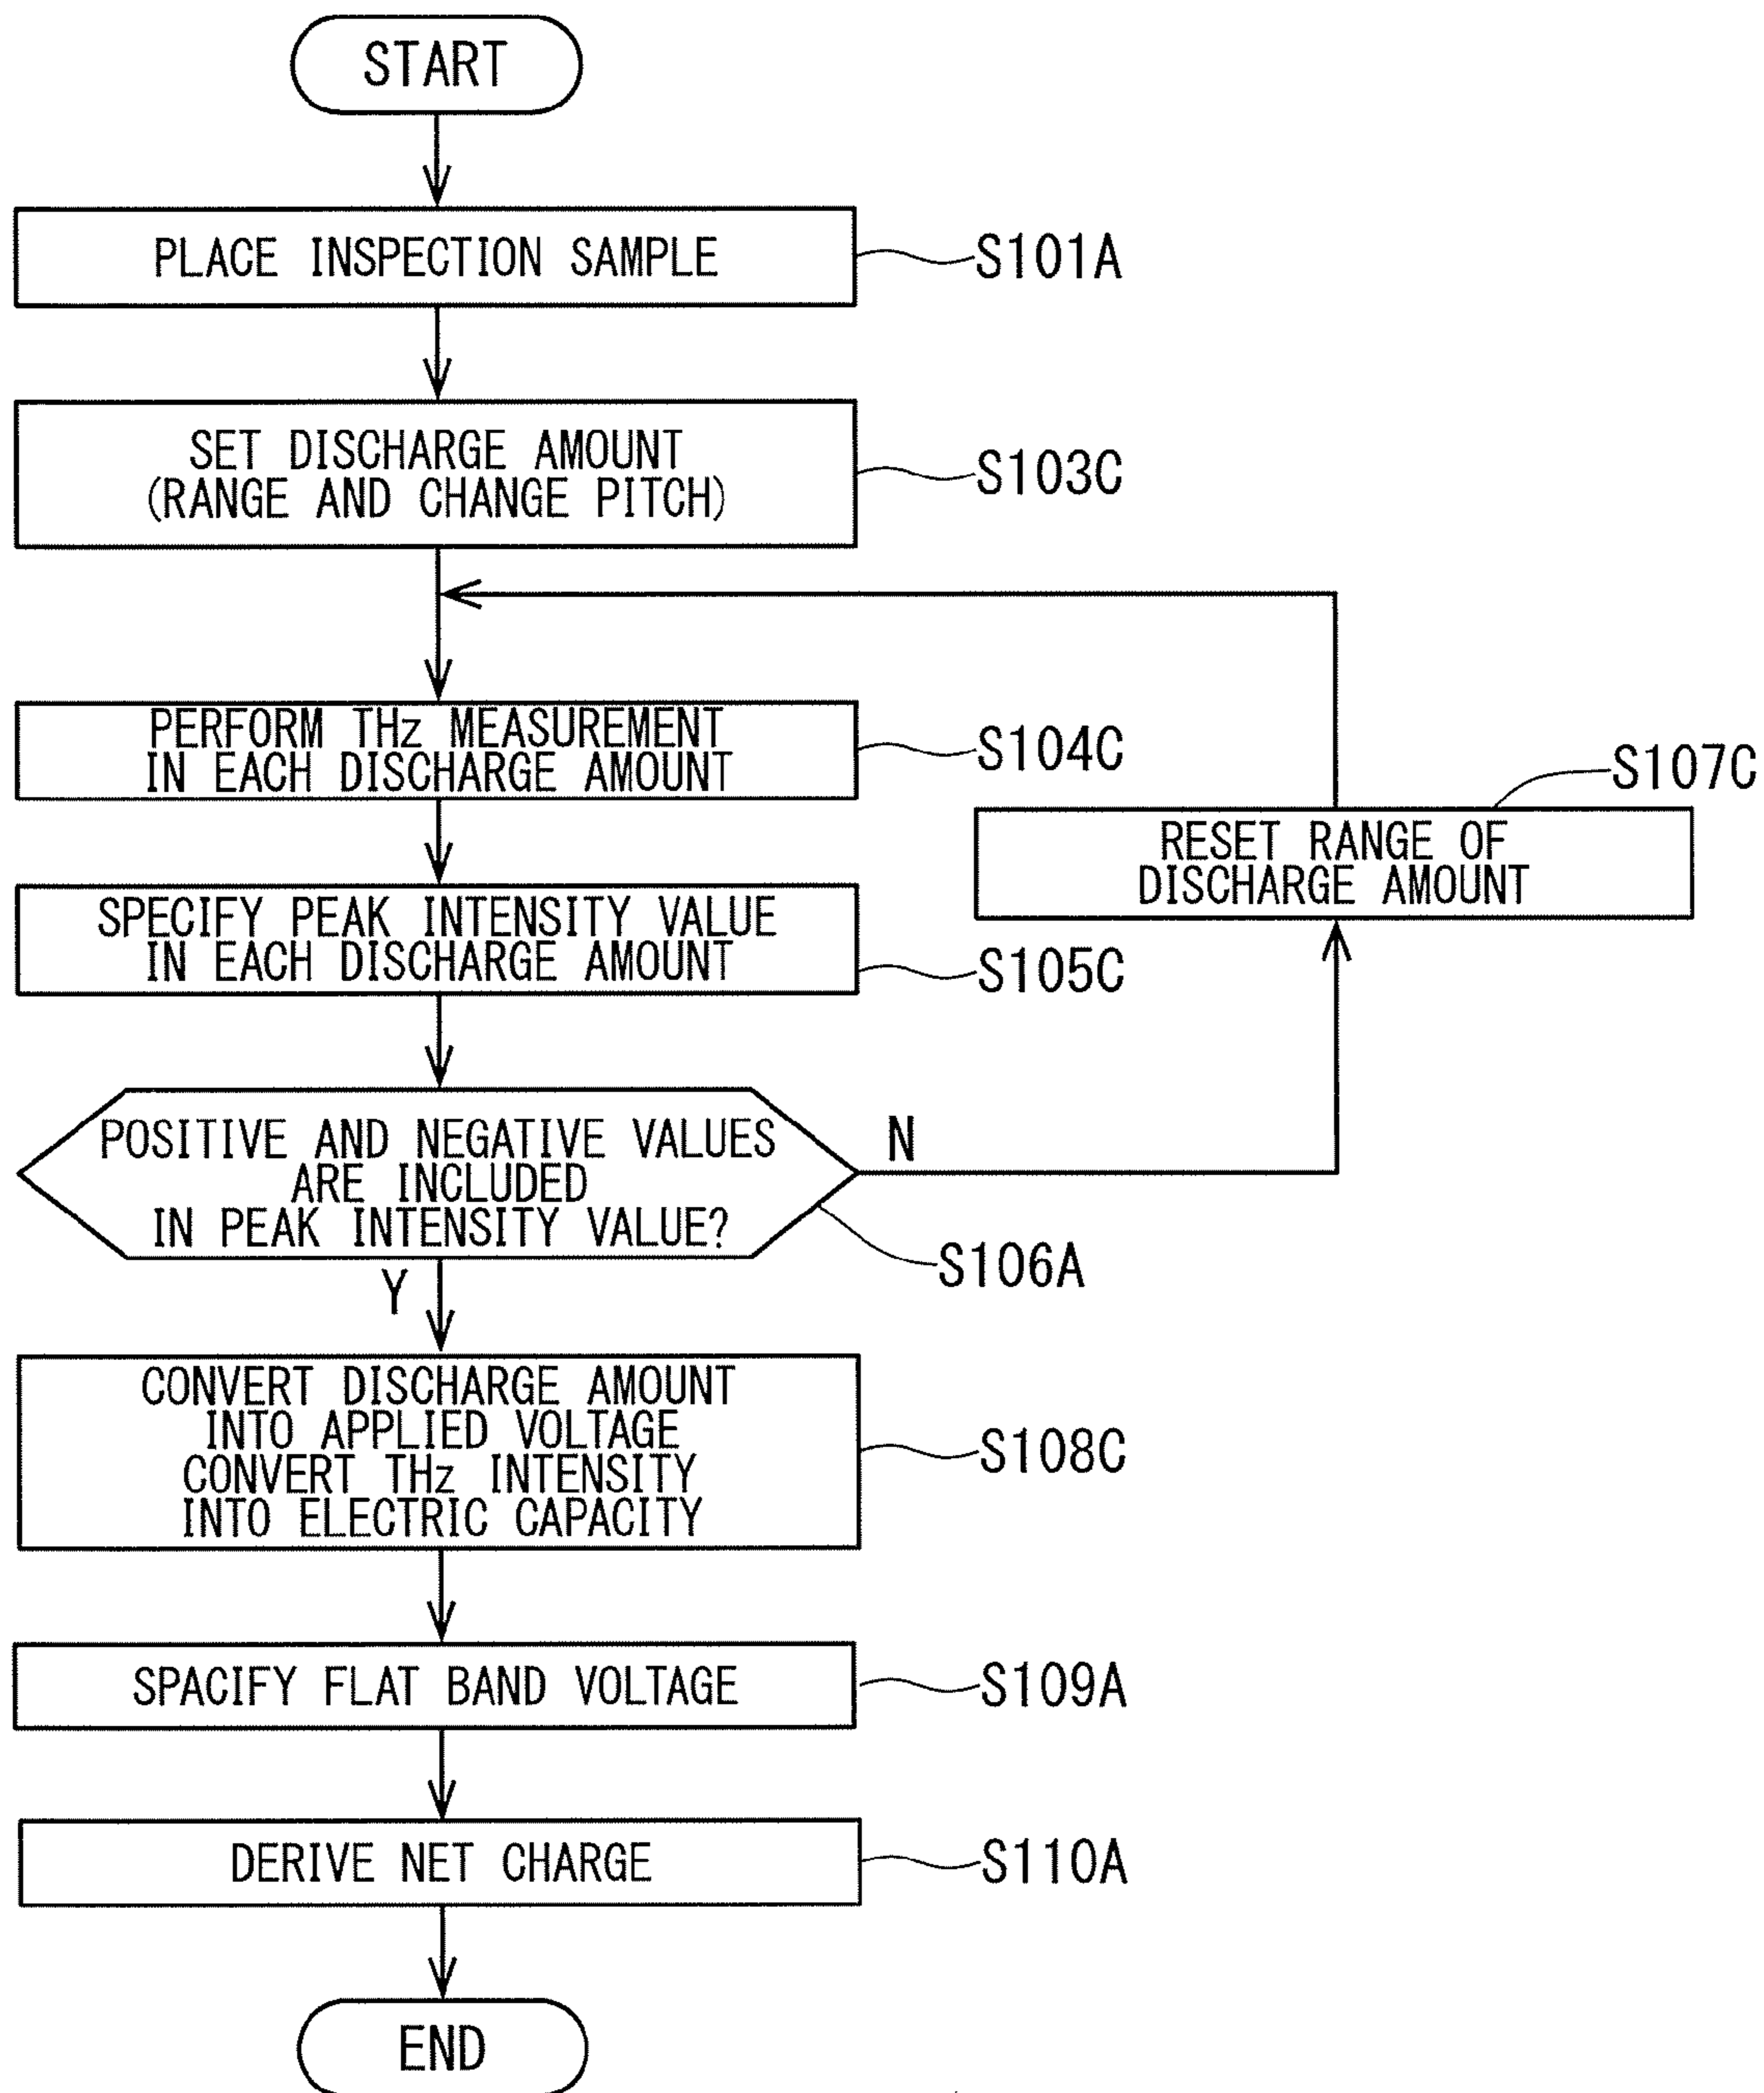 START
PLACE INSPECTION SAMPLE
S101A
SET DISCHARGE AMOUNT
(RANGE AND CHANGE PITCH)
S103C
PERFORM THz MEASUREMENT
IN EACH DISCHARGE AMOUNT
S104C
S107C
RESET RANGE OF
DISCHARGE AMOUNT
SPECIFY PEAK INTENSITY VALUE
IN EACH DISCHARGE AMOUNT
S105C
POSITIVE AND NEGATIVE VALUES
ARE INCLUDED
IN PEAK INTENSITY VALUE?
N
S106A
Y
CONVERT DISCHARGE AMOUNT
INTO APPLIED VOLTAGE
CONVERT THz INTENSITY
INTO ELECTRIC CAPACITY
S108C
SPACIFY FLAT BAND VOLTAGE
S109A
DERIVE NET CHARGE
S110A
END